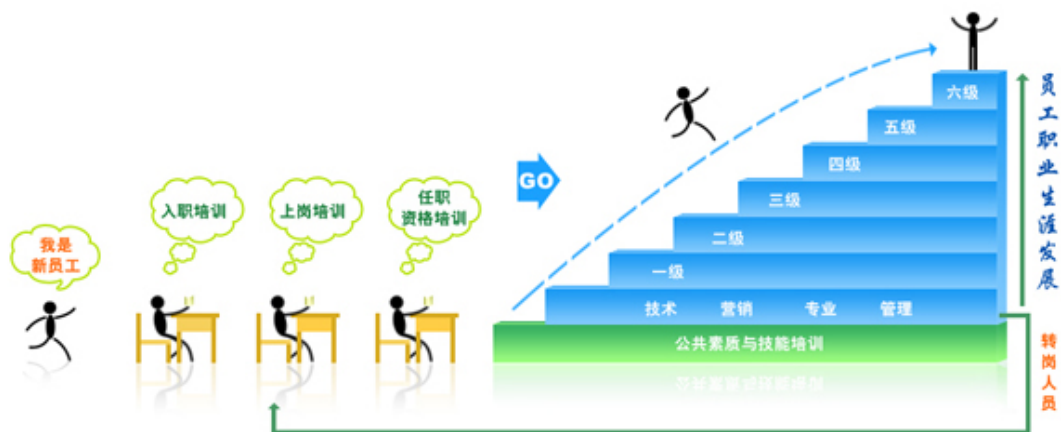 我是
新员工
入职培训
上岗培训
任职
资格培训
GO
六级
五级
四级
三级
二级
一级
技术 营销 专业 管理
公共素质与技能培训
员工职业生涯发展
转岗人员